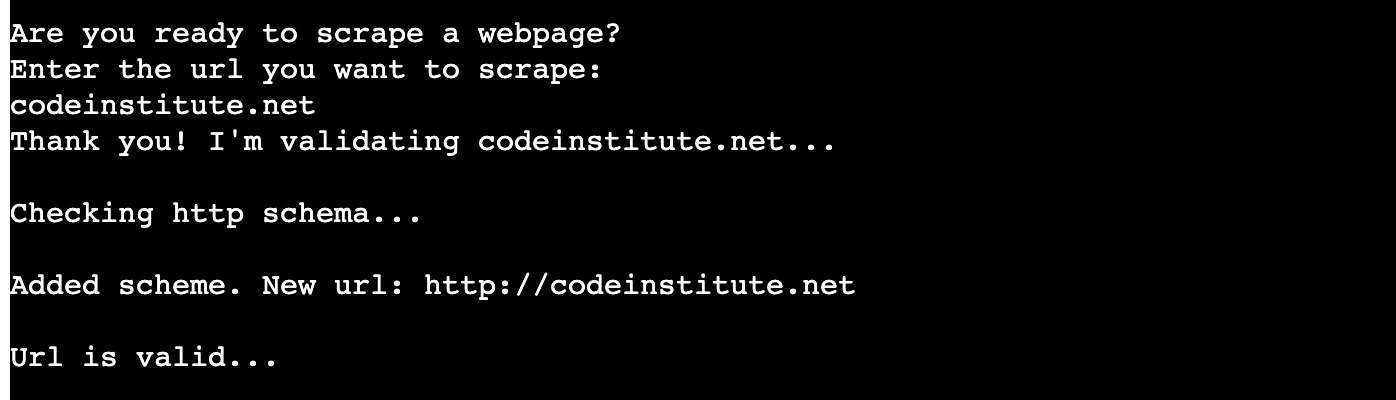 Are you ready to scrape a webpage?
Enter the url you want to scrape:
codeinstitute.net
Thank you! I'm validating codeinstitute.net...
Checking http schema...
Added scheme. New url: http://codeinstitute.net
Url is valid...